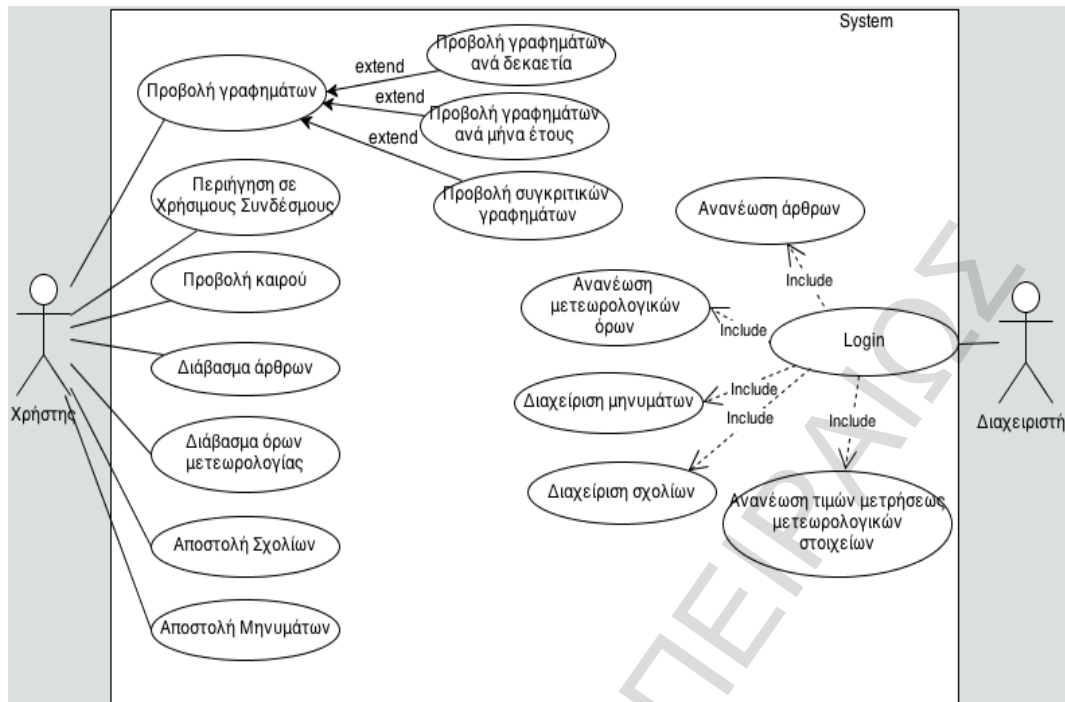 System
Προβολή γραφημάτων
extend
Προβολή γραφημάτων
ανά δεκαετία
extend
Προβολή γραφημάτων
ανά μήνα έτους
extend
Προβολή συγκριτικών
γραφημάτων
Περιήγηση σε
Χρήσιμους Συνδέσμους
Προβολή καιρού
Διάβασμα άρθρων
Διάβασμα όρων
μετεωρολογίας
Αποστολή Σχολίων
Αποστολή Μηνυμάτων
Χρήστης
Ανανέωση άρθρων
Include
Ανανέωση
μετεωρολογικών
όρων
Include
Login
Διαχείριση μηνυμάτων
Include
Include
Include
Διαχείριση σχολίων
Ανανέωση τιμών μετρήσεως
μετεωρολογικών
στοιχείων
Διαχειριστή
ΠΕΙΡΑΙΩΣ